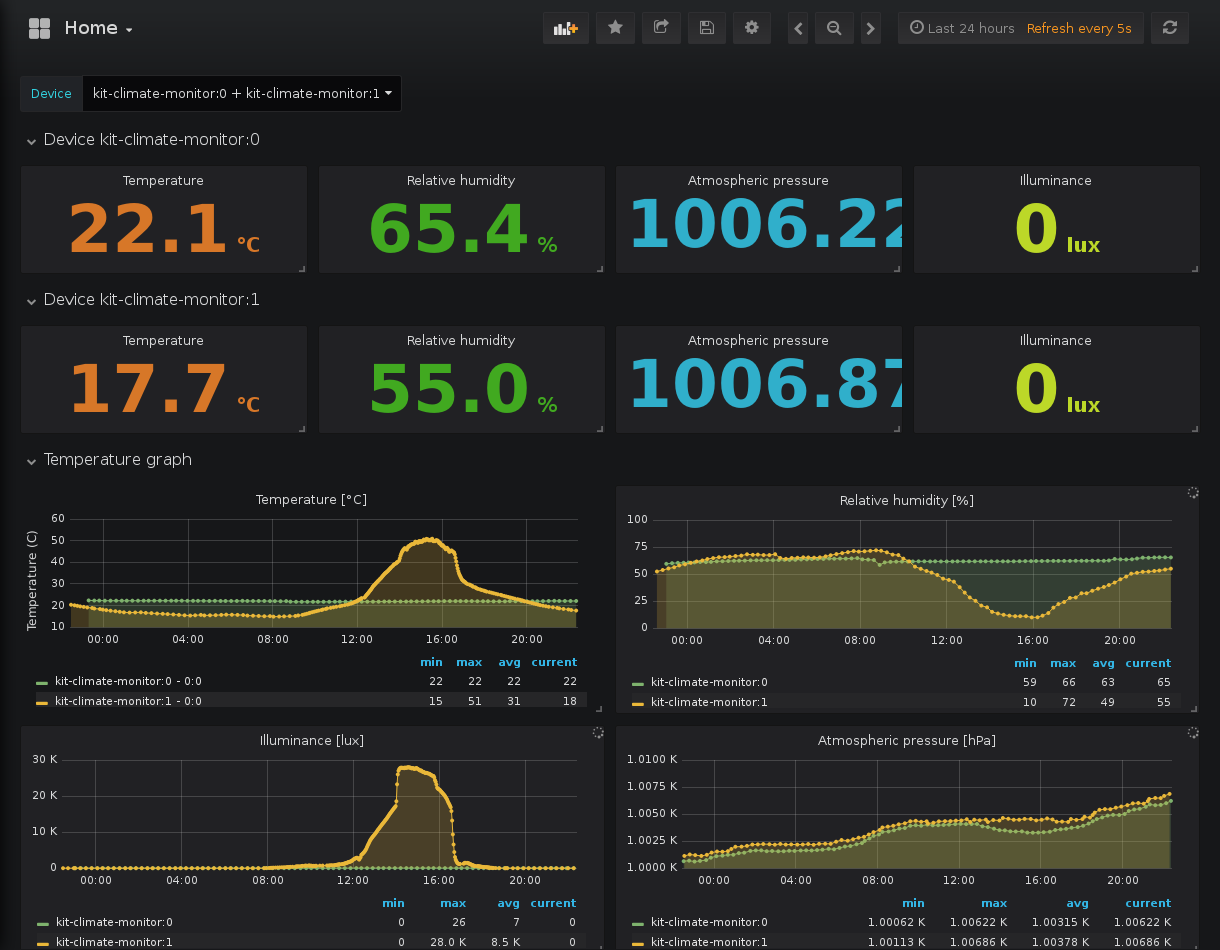 Home
Last 24 hours Refresh every 5s
Device kit-climate-monitor:0 + kit-climate-monitor:1
Device kit-climate-monitor:0
Temperature Relative humidity Atmospheric pressure Illuminance
22.1 °C 65.4 % 1006.22 0 lux
Device kit-climate-monitor:1
Temperature Relative humidity Atmospheric pressure Illuminance
17.7 °C 55.0 % 1006.87 0 lux
Temperature graph
Temperature [°C]
Temperature (C)
60
50
40
30
20
10
00:00 04:00 08:00 12:00 16:00 20:00
min max avg current
kit-climate-monitor:0 - 0:0 22 22 22 22
kit-climate-monitor:1 - 0:0 15 51 31 18
Relative humidity [%]
100
75
50
25
0
00:00 04:00 08:00 12:00 16:00 20:00
min max avg current
kit-climate-monitor:0 59 66 63 65
kit-climate-monitor:1 10 72 49 55
Illuminance [lux]
30 K
20 K
10 K
0
00:00 04:00 08:00 12:00 16:00 20:00
min max avg current
kit-climate-monitor:0 0 26 7 0
kit-climate-monitor:1 0 28.0 K 8.5 K 0
Atmospheric pressure [hPa]
1.0100 K
1.0075 K
1.0050 K
1.0025 K
1.0000 K
00:00 04:00 08:00 12:00 16:00 20:00
min max avg current
kit-climate-monitor:0 1.00062 K 1.00622 K 1.00315 K 1.00622 K
kit-climate-monitor:1 1.00113 K 1.00686 K 1.00378 K 1.00686 K